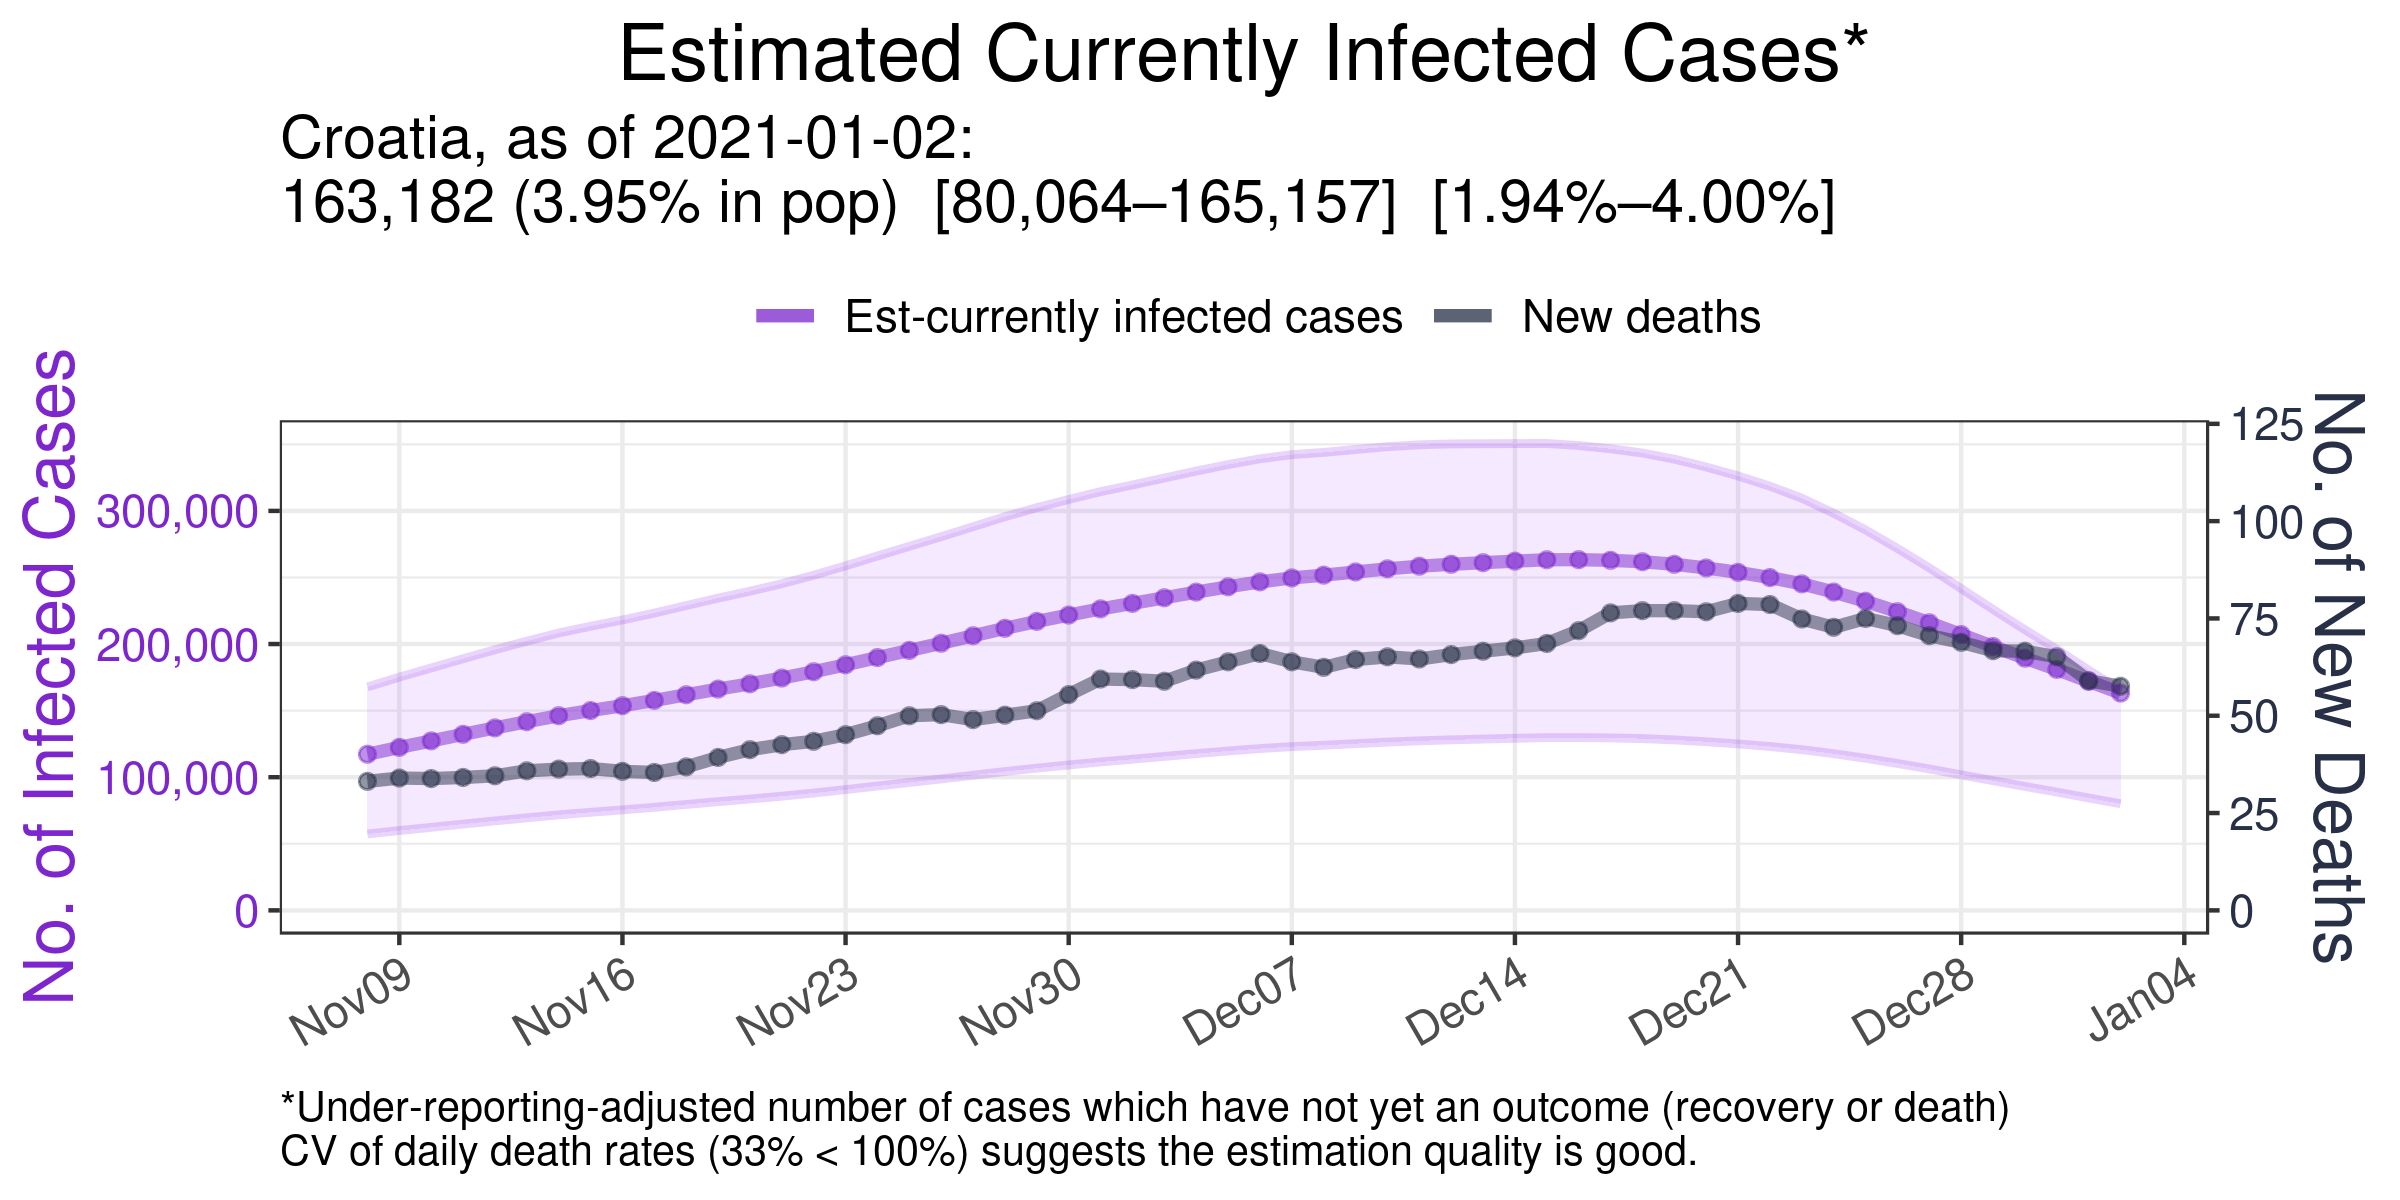 Estimated Currently Infected Cases*
Croatia, as of 2021-01-02:
163,182 (3.95% in pop) [80,064–165,157] [1.94%–4.00%]
Est-currently infected cases
New deaths
No. of Infected Cases
300,000
200,000
100,000
0
125
100
75
50
25
0
No. of New Deaths
Nov09
Nov16
Nov23
Nov30
Dec07
Dec14
Dec21
Dec28
Jan04
*Under-reporting-adjusted number of cases which have not yet an outcome (recovery or death)
CV of daily death rates (33% < 100%) suggests the estimation quality is good.